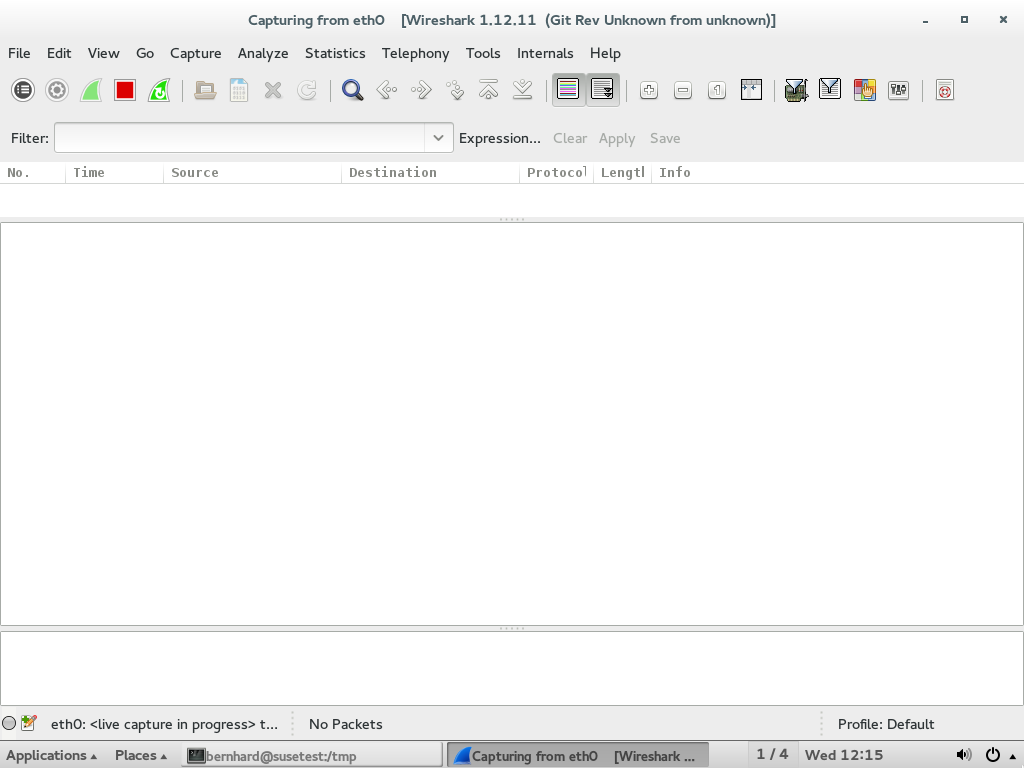 Capturing from eth0 [Wireshark 1.12.11 (Git Rev Unknown from unknown)]
File Edit View Go Capture Analyze Statistics Telephony Tools Internals Help
Filter: Expression... Clear Apply Save
No. Time Source Destination Protocol Length Info
eth0: <live capture in progress> t... No Packets Profile: Default
Applications Places bernhard@susetest:/tmp Capturing from eth0 [Wireshark ... 1 / 4 Wed 12:15